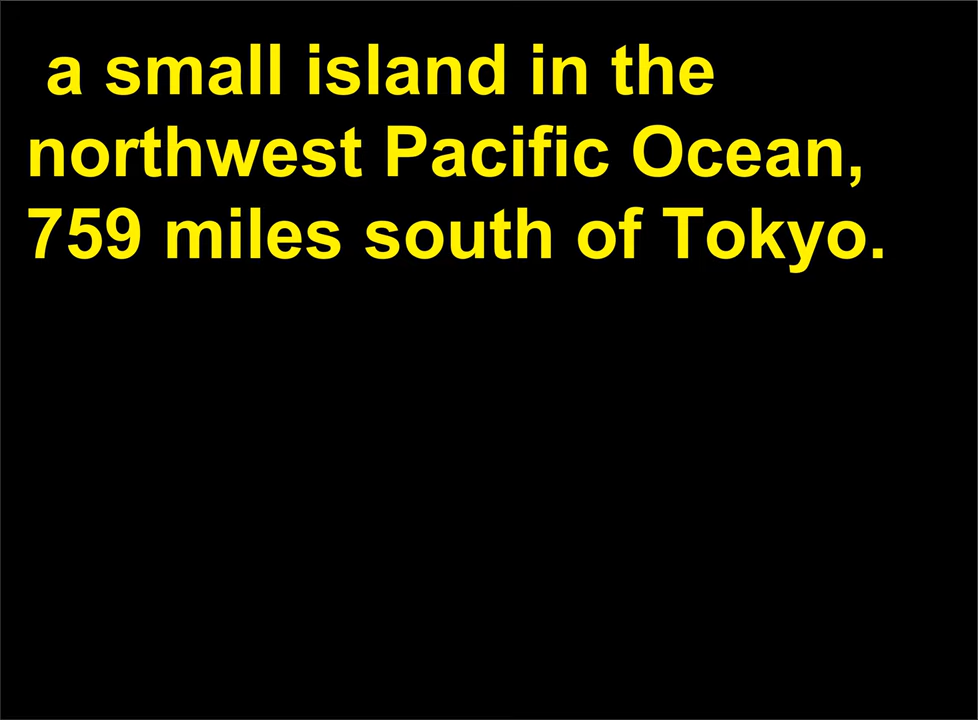 a small island in the
northwest Pacific Ocean,
759 miles south of Tokyo.